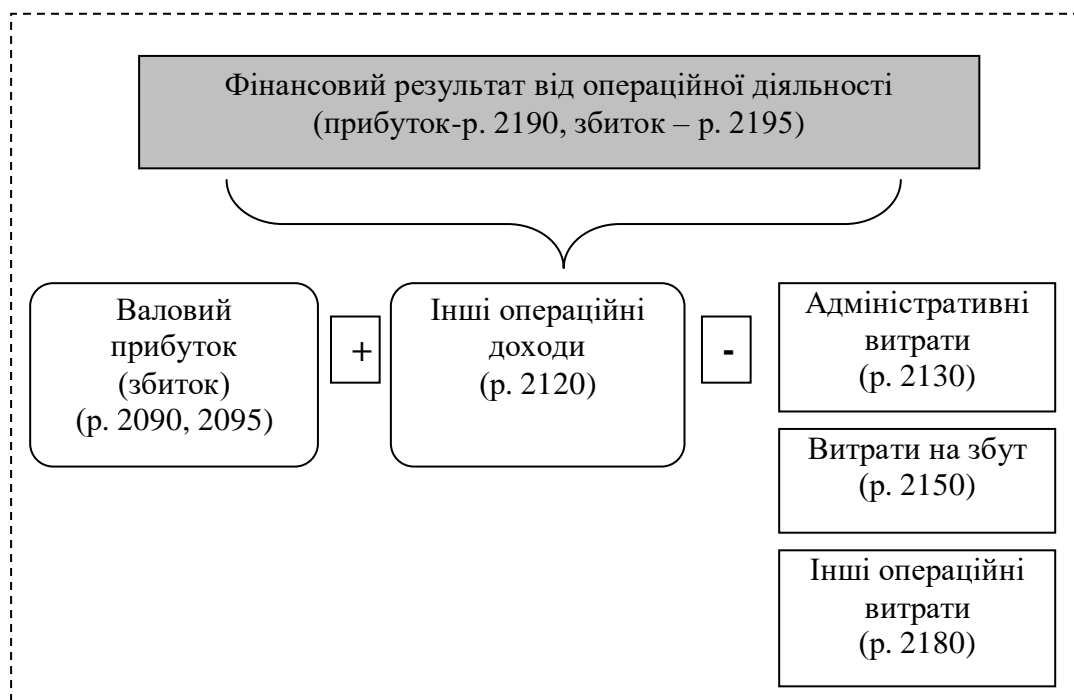 Фінансовий результат від операційної діяльності
(прибуток-р. 2190, збиток – р. 2195)
Валовий
прибуток
(збиток)
(р. 2090, 2095)
+
Інші операційні
доходи
(р. 2120)
-
Адміністративні
витрати
(р. 2130)
Витрати на збут
(р. 2150)
Інші операційні
витрати
(р. 2180)